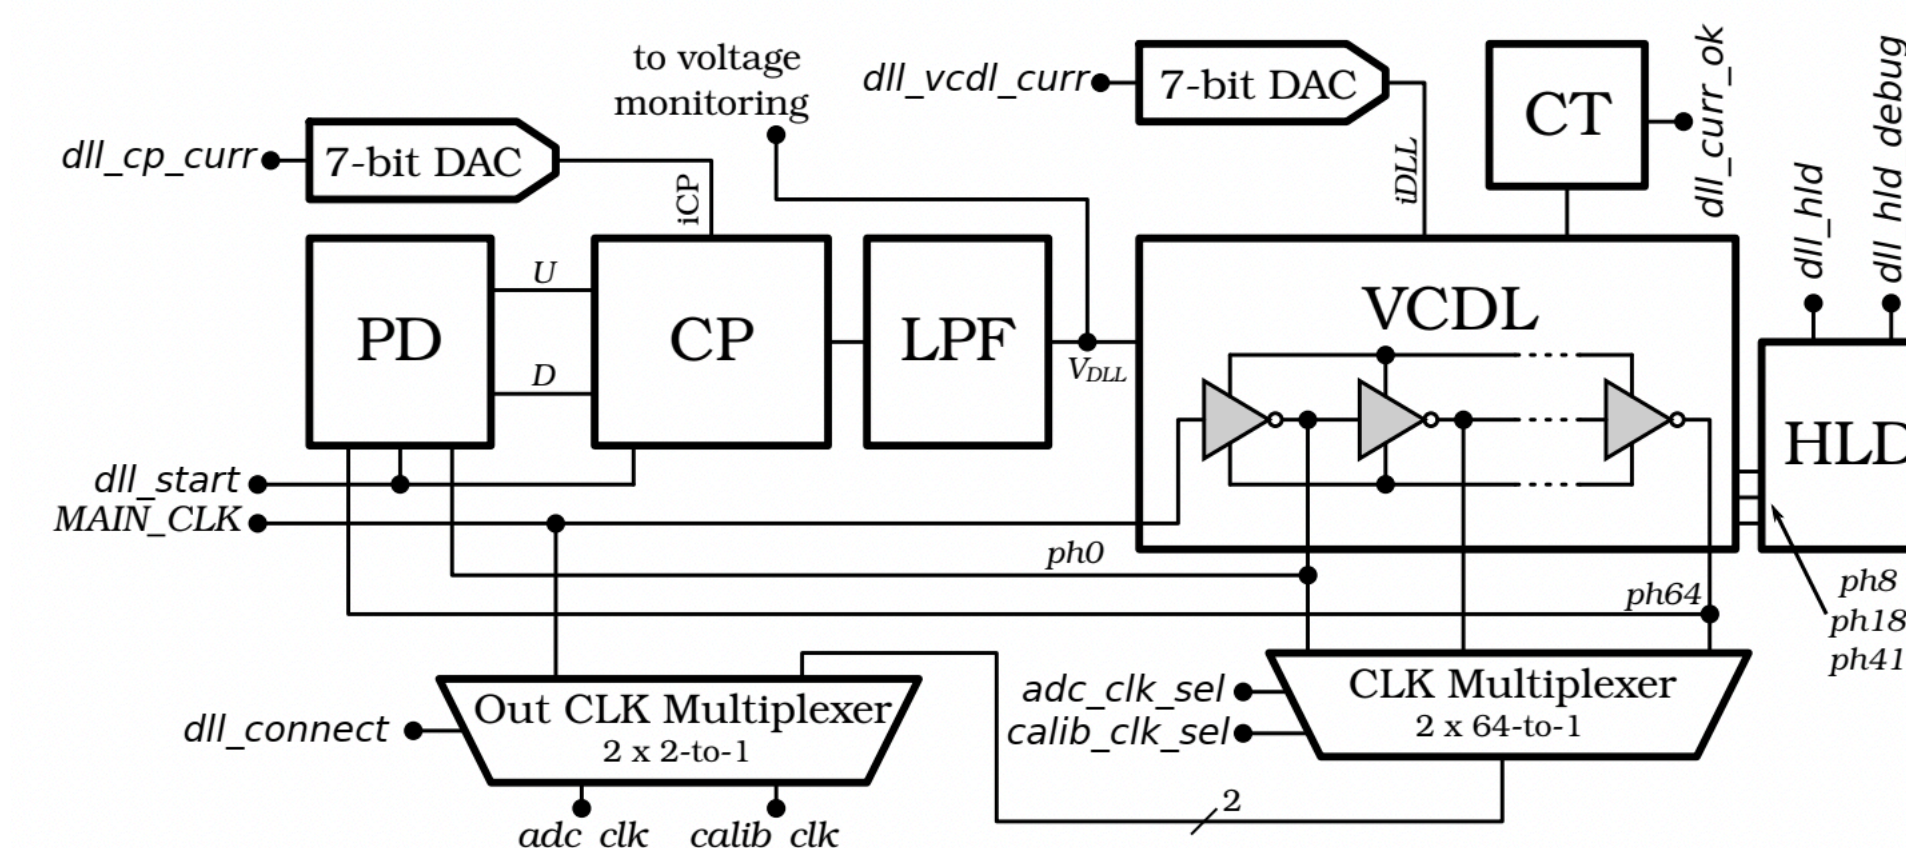 to voltage
monitoring
dll_vcdl_curr
7-bit DAC
CT
dll_curr_ok
dll_cp_curr
7-bit DAC
iCP
iDLL
dll_hld
dll_hld_debug
PD
U
D
CP
LPF
VDLL
VCDL
HLD
dll_start
MAIN_CLK
ph0
ph64
ph8
ph18
ph41
Out CLK Multiplexer
2 x 2-to-1
dll_connect
adc_clk
calib_clk
adc_clk_sel
calib_clk_sel
CLK Multiplexer
2 x 64-to-1
2